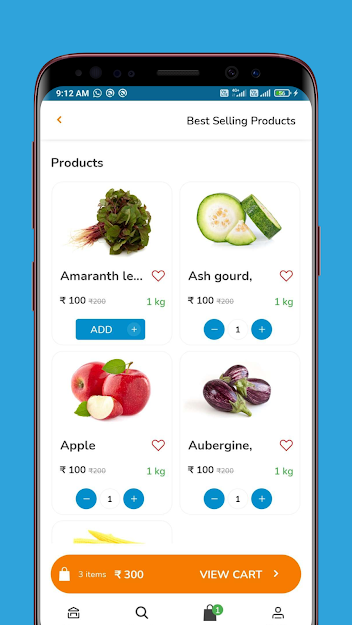 9:12 AM
56
Best Selling Products
Products
Amaranth le...
₹ 100 ₹200 1 kg
ADD +
Ash gourd,
₹ 100 ₹200 1 kg
− 1 +
Apple
₹ 100 ₹200 1 kg
− 1 +
Aubergine,
₹ 100 ₹200 1 kg
− 1 +
3 items ₹ 300 VIEW CART >
1